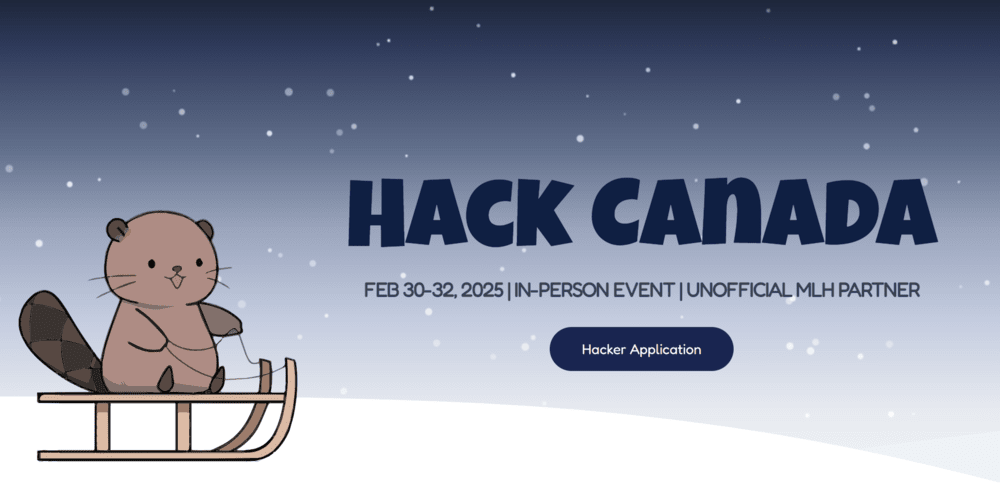 HACK CANADA
FEB 30-32, 2025 | IN-PERSON EVENT | UNOFFICIAL MLH PARTNER
Hacker Application